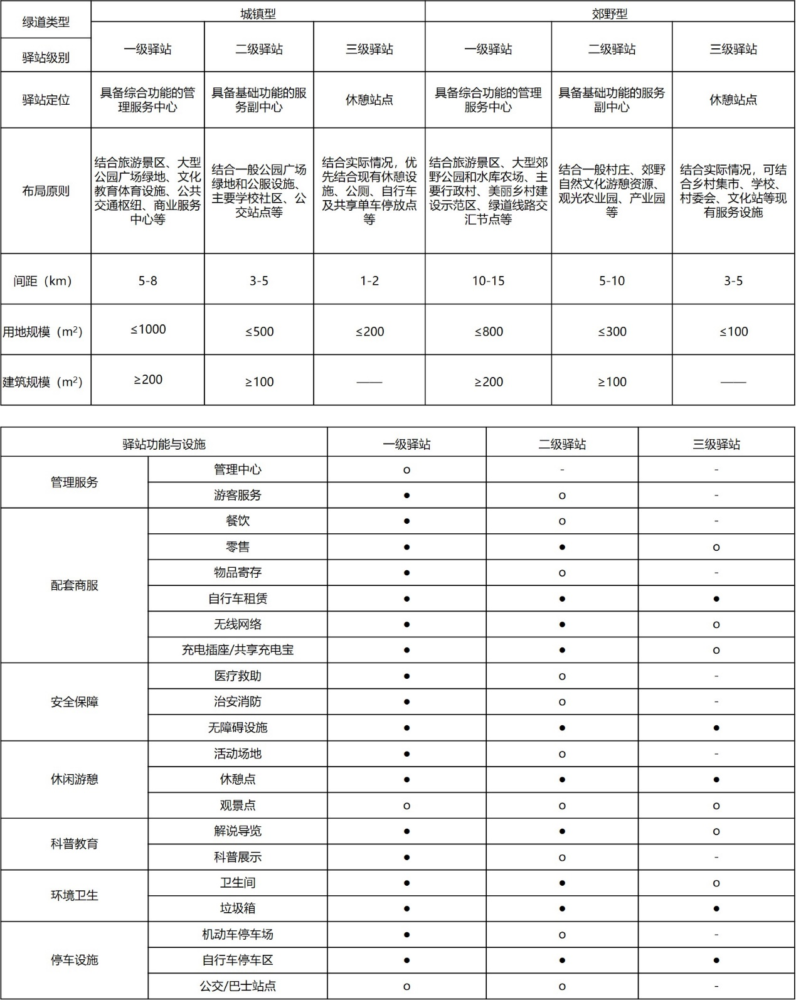 绿道类型 城镇型 郊野型
驿站级别 一级驿站 二级驿站 三级驿站 一级驿站 二级驿站 三级驿站
驿站定位 具备综合功能的管理服务中心 具备基础功能的服务副中心 休憩站点 具备综合功能的管理服务中心 具备基础功能的服务副中心 休憩站点
布局原则 结合旅游景区、大型公园广场绿地、文化教育体育设施、公共交通枢纽、商业服务中心等 结合一般公园广场绿地和公服设施、主要学校社区、公交站点等 结合实际情况，优先结合现有休憩设施、公厕、自行车及共享单车停放点等 结合旅游景区、大型郊野公园和水库农场、主要行政村、美丽乡村建设示范区、绿道线路交汇节点等 结合一般村庄、郊野自然文化游憩资源、观光农业园、产业园等 结合实际情况，可结合乡村集市、学校、村委会、文化站等现有服务设施
间距（km） 5-8 3-5 1-2 10-15 5-10 3-5
用地规模（m²） ≤1000 ≤500 ≤200 ≤800 ≤300 ≤100
建筑规模（m²） ≥200 ≥100 —— ≥200 ≥100 ——
驿站功能与设施 一级驿站 二级驿站 三级驿站
管理服务 管理中心 o - -
游客服务 ● o -
配套商服 餐饮 ● o -
零售 ● ● o
物品寄存 ● o -
自行车租赁 ● ● ●
无线网络 ● ● o
充电插座/共享充电宝 ● ● o
安全保障 医疗救助 ● o -
治安消防 ● o -
无障碍设施 ● ● ●
休闲游憩 活动场地 ● o -
休憩点 ● ● ●
观景点 o o o
科普教育 解说导览 ● ● o
科普展示 ● o -
环境卫生 卫生间 ● ● o
垃圾箱 ● ● ●
停车设施 机动车停车场 ● o -
自行车停车区 ● ● ●
公交/巴士站点 o o -